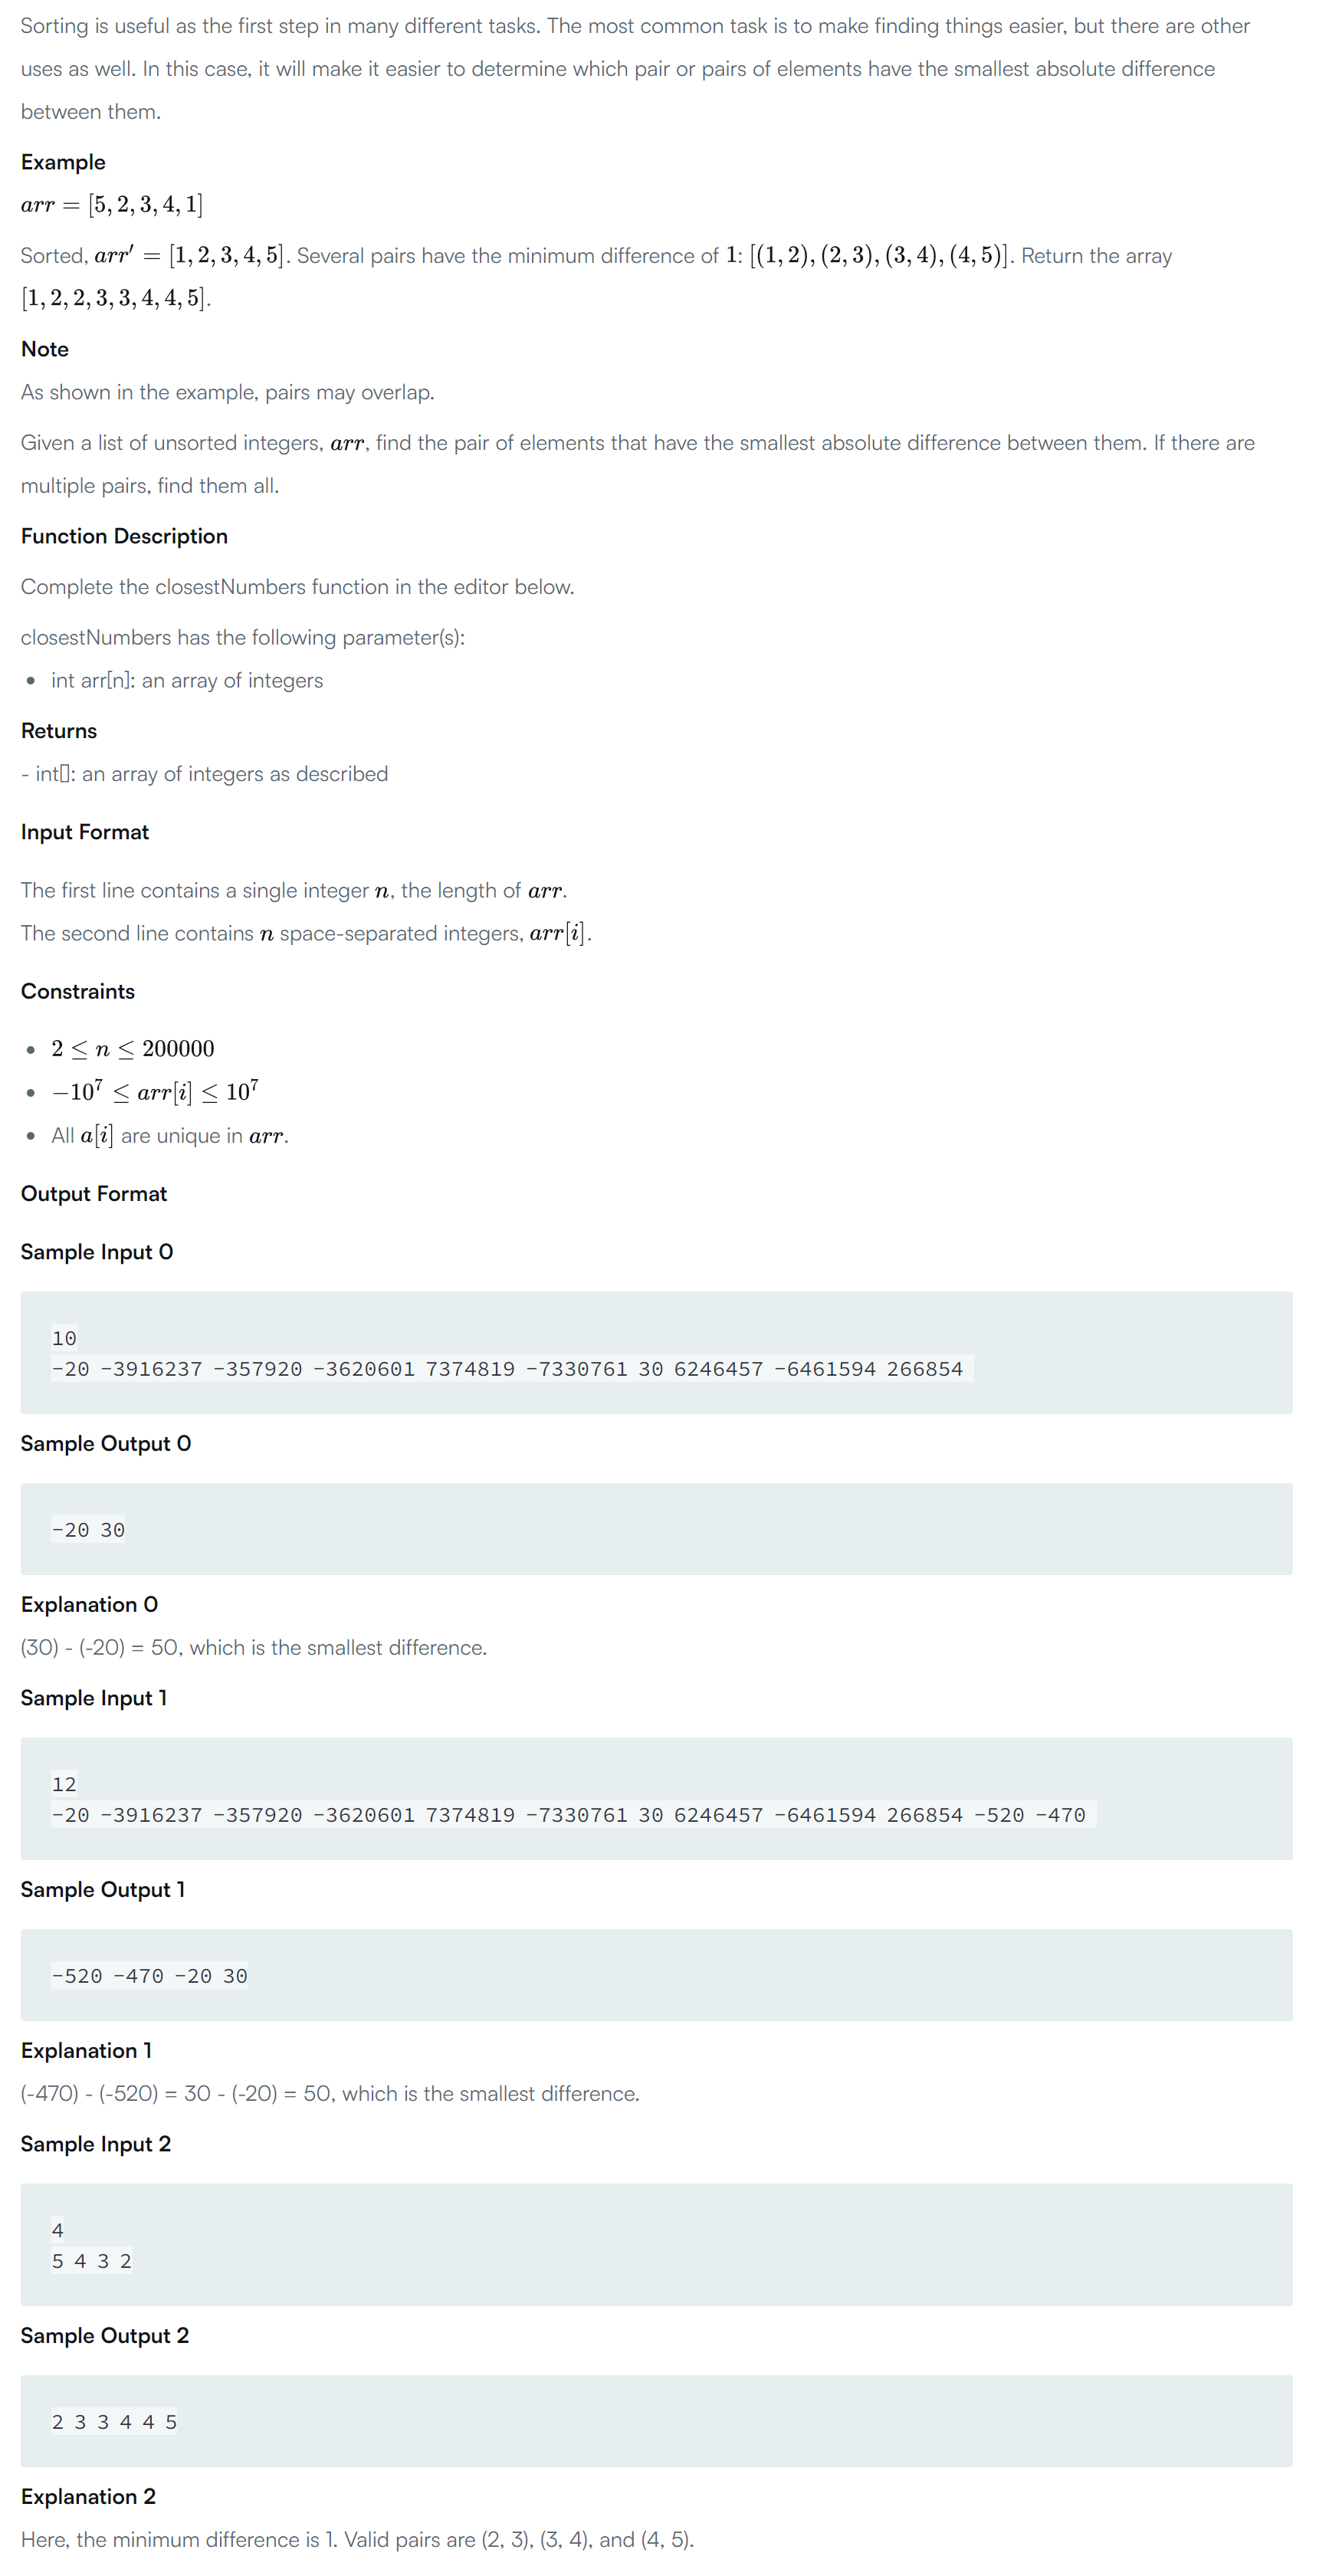 Sorting is useful as the first step in many different tasks. The most common task is to make finding things easier, but there are other
uses as well. In this case, it will make it easier to determine which pair or pairs of elements have the smallest absolute difference
between them.
Example
arr = [5, 2, 3, 4, 1]
Sorted, arr′ = [1, 2, 3, 4, 5]. Several pairs have the minimum difference of 1: [(1, 2), (2, 3), (3, 4), (4, 5)]. Return the array
[1, 2, 2, 3, 3, 4, 4, 5].
Note
As shown in the example, pairs may overlap.
Given a list of unsorted integers, arr, find the pair of elements that have the smallest absolute difference between them. If there are
multiple pairs, find them all.
Function Description
Complete the closestNumbers function in the editor below.
closestNumbers has the following parameter(s):
• int arr[n]: an array of integers
Returns
- int[]: an array of integers as described
Input Format
The first line contains a single integer n, the length of arr.
The second line contains n space-separated integers, arr[i].
Constraints
• 2 ≤ n ≤ 200000
• −10⁷ ≤ arr[i] ≤ 10⁷
• All a[i] are unique in arr.
Output Format
Sample Input 0
10
-20 -3916237 -357920 -3620601 7374819 -7330761 30 6246457 -6461594 266854
Sample Output 0
-20 30
Explanation 0
(30) - (-20) = 50, which is the smallest difference.
Sample Input 1
12
-20 -3916237 -357920 -3620601 7374819 -7330761 30 6246457 -6461594 266854 -520 -470
Sample Output 1
-520 -470 -20 30
Explanation 1
(-470) - (-520) = 30 - (-20) = 50, which is the smallest difference.
Sample Input 2
4
5 4 3 2
Sample Output 2
2 3 3 4 4 5
Explanation 2
Here, the minimum difference is 1. Valid pairs are (2, 3), (3, 4), and (4, 5).